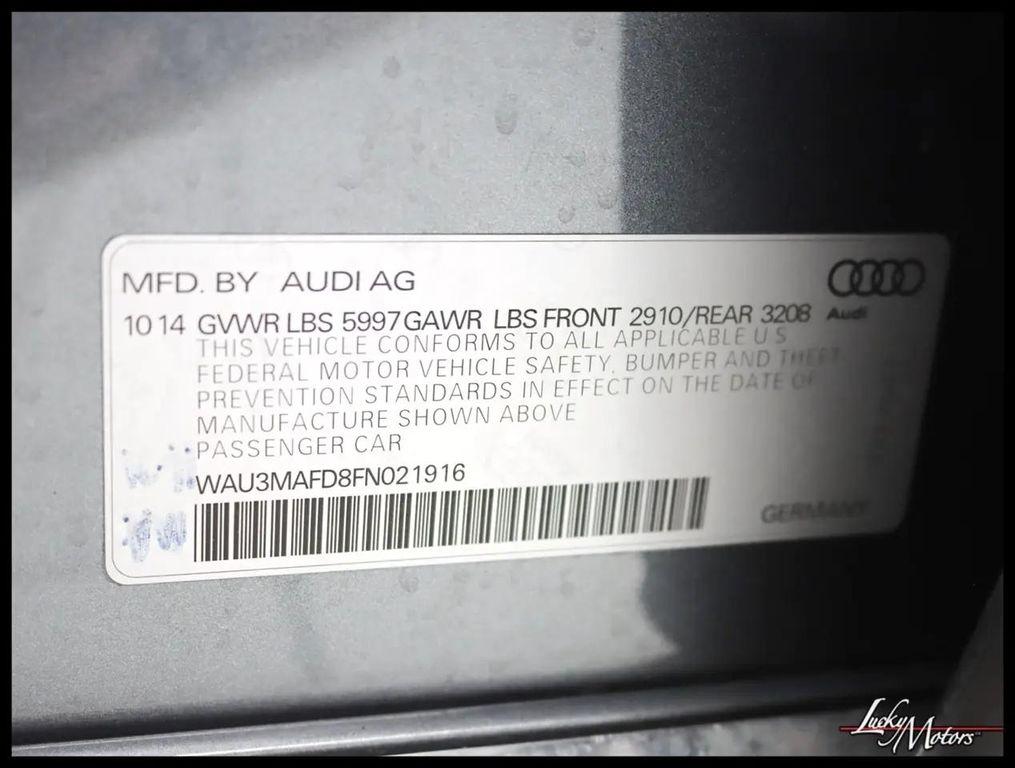 MFD. BY AUDI AG
10 14 GVWR LBS 5997 GAWR LBS FRONT 2910/REAR 3208 Audi
THIS VEHICLE CONFORMS TO ALL APPLICABLE U S
FEDERAL MOTOR VEHICLE SAFETY, BUMPER AND THEFT
PREVENTION STANDARDS IN EFFECT ON THE DATE OF
MANUFACTURE SHOWN ABOVE
PASSENGER CAR
WAU3MAFD8FN021916
GERMANY
Lucky Motors